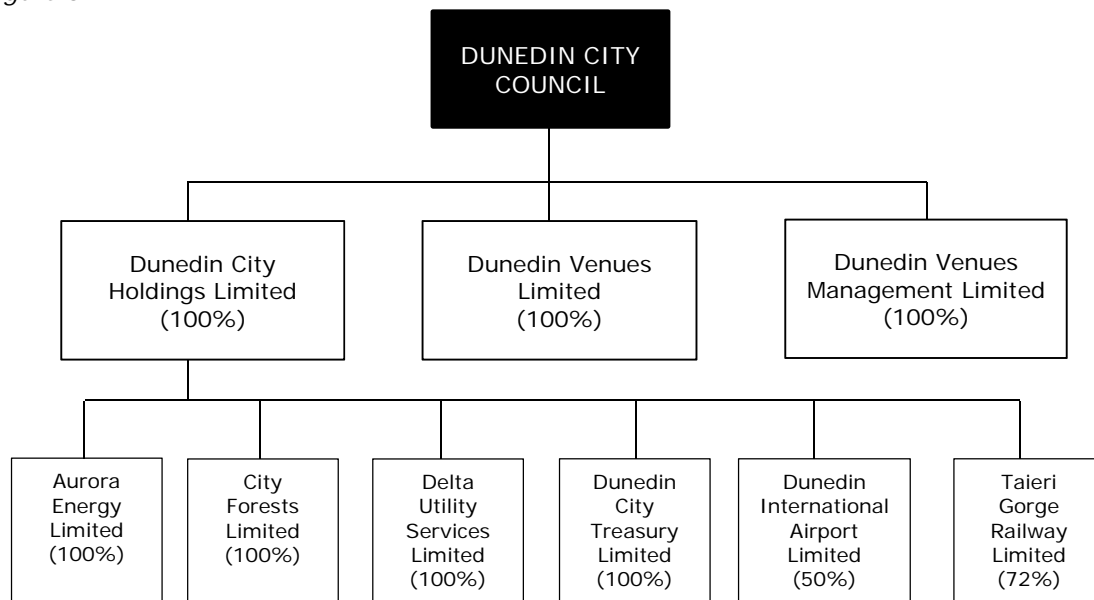 DUNEDIN CITY
COUNCIL
Dunedin City
Holdings Limited
(100%)
Dunedin Venues
Limited
(100%)
Dunedin Venues
Management Limited
(100%)
Aurora
Energy
Limited
(100%)
City
Forests
Limited
(100%)
Delta
Utility
Services
Limited
(100%)
Dunedin
City
Treasury
Limited
(100%)
Dunedin
International
Airport
Limited
(50%)
Taieri
Gorge
Railway
Limited
(72%)